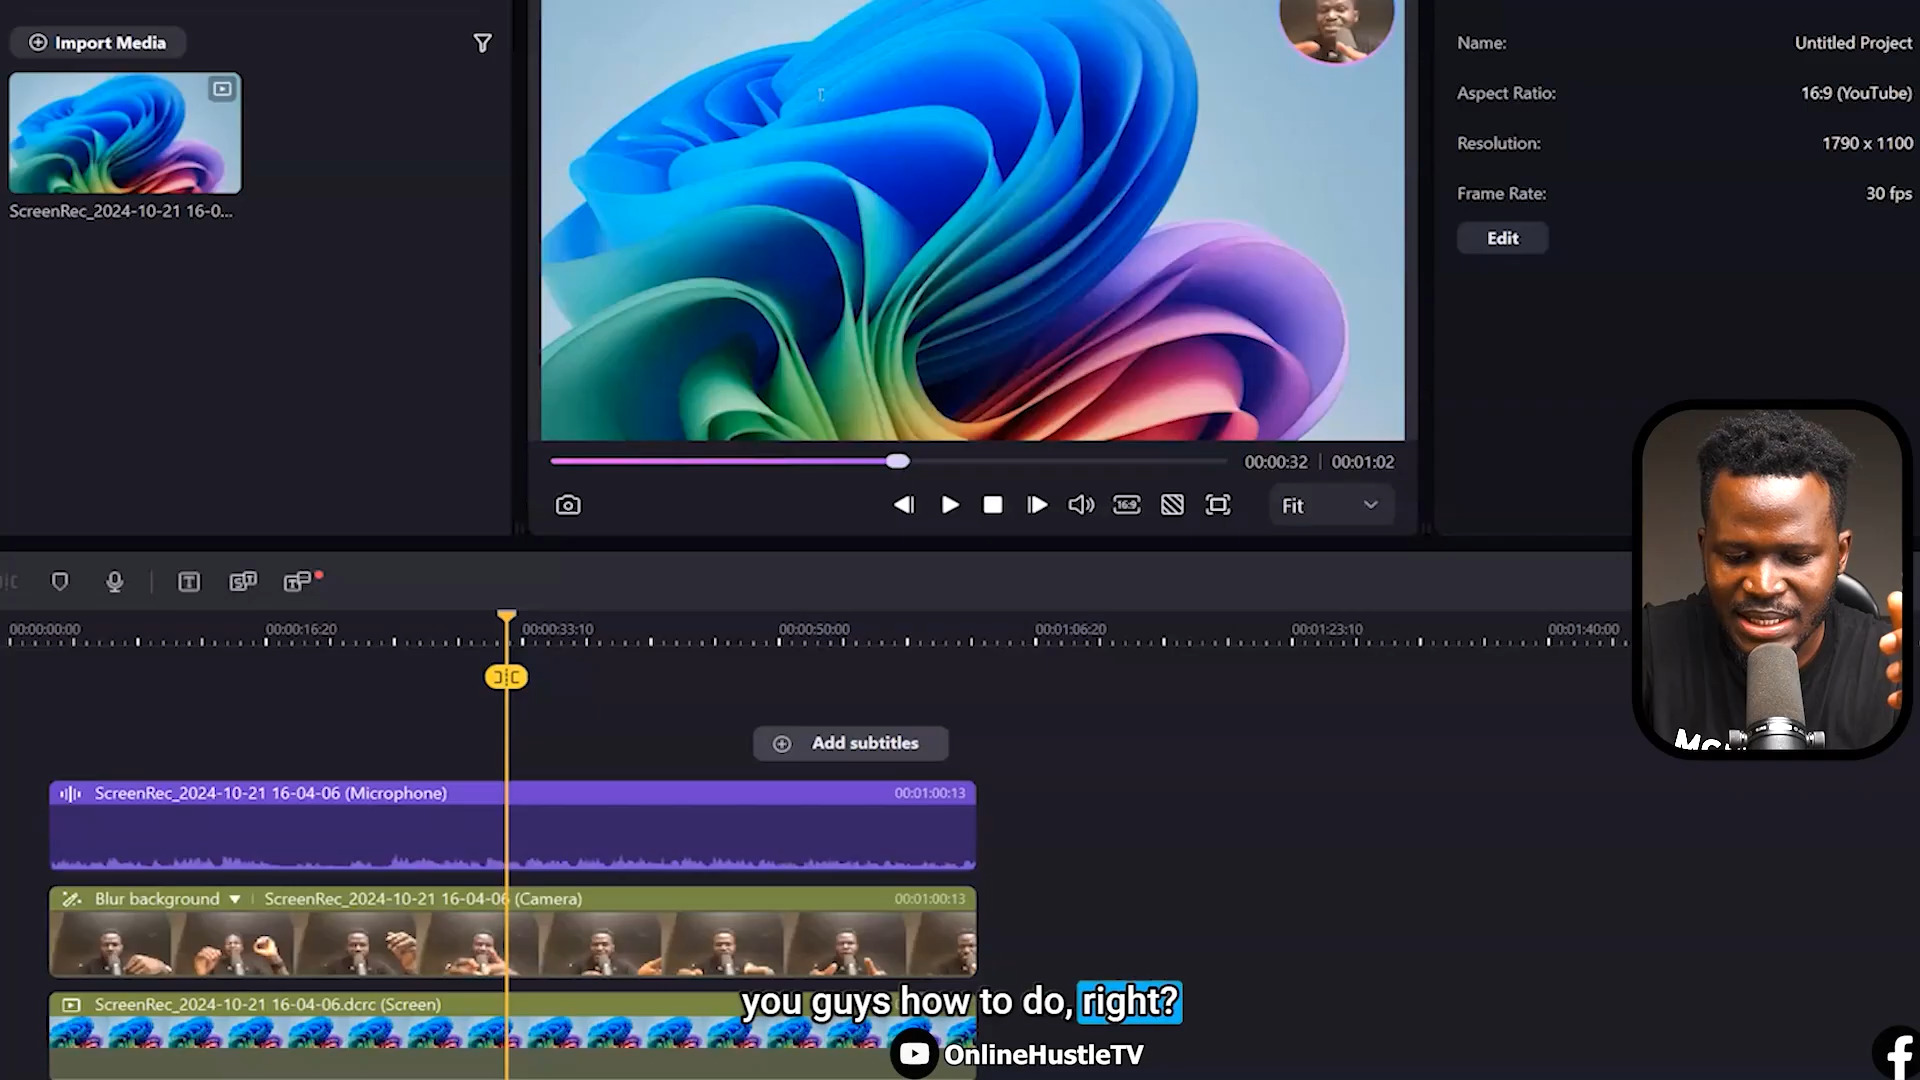 Import Media
ScreenRec_2024-10-21 16-0...
Name:
Untitled Project
Aspect Ratio:
16:9 (YouTube)
Resolution:
1790 x 1100
Frame Rate:
30 fps
Edit
00:00:32 | 00:01:02
16:9
Fit
00:00:00:00
00:00:16:20
00:00:33:10
00:00:50:00
00:01:06:20
00:01:23:10
00:01:40:00
Add subtitles
ScreenRec_2024-10-21 16-04-06 (Microphone)
00:01:00:13
Blur background
ScreenRec_2024-10-21 16-04-06 (Camera)
00:01:00:13
ScreenRec_2024-10-21 16-04-06.dcrc (Screen)
you guys how to do, right?
OnlineHustleTV